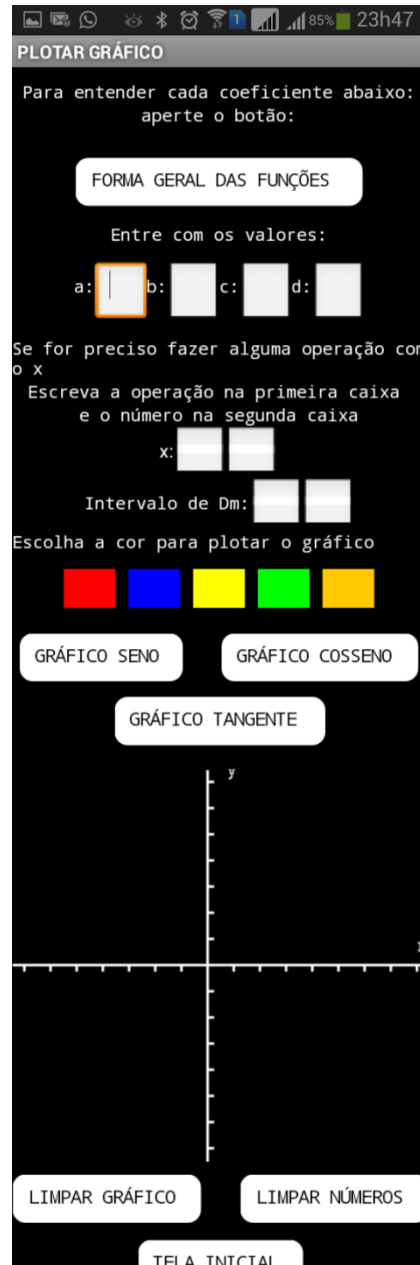 1 85% 23h47
PLOTAR GRÁFICO
Para entender cada coeficiente abaixo:
aperte o botão:
FORMA GERAL DAS FUNÇÕES
Entre com os valores:
a: b: c: d:
Se for preciso fazer alguma operação com
o x
Escreva a operação na primeira caixa
e o número na segunda caixa
x:
Intervalo de Dm:
Escolha a cor para plotar o gráfico
GRÁFICO SENO GRÁFICO COSSENO
GRÁFICO TANGENTE
y
LIMPAR GRÁFICO LIMPAR NÚMEROS
TELA INICIAL